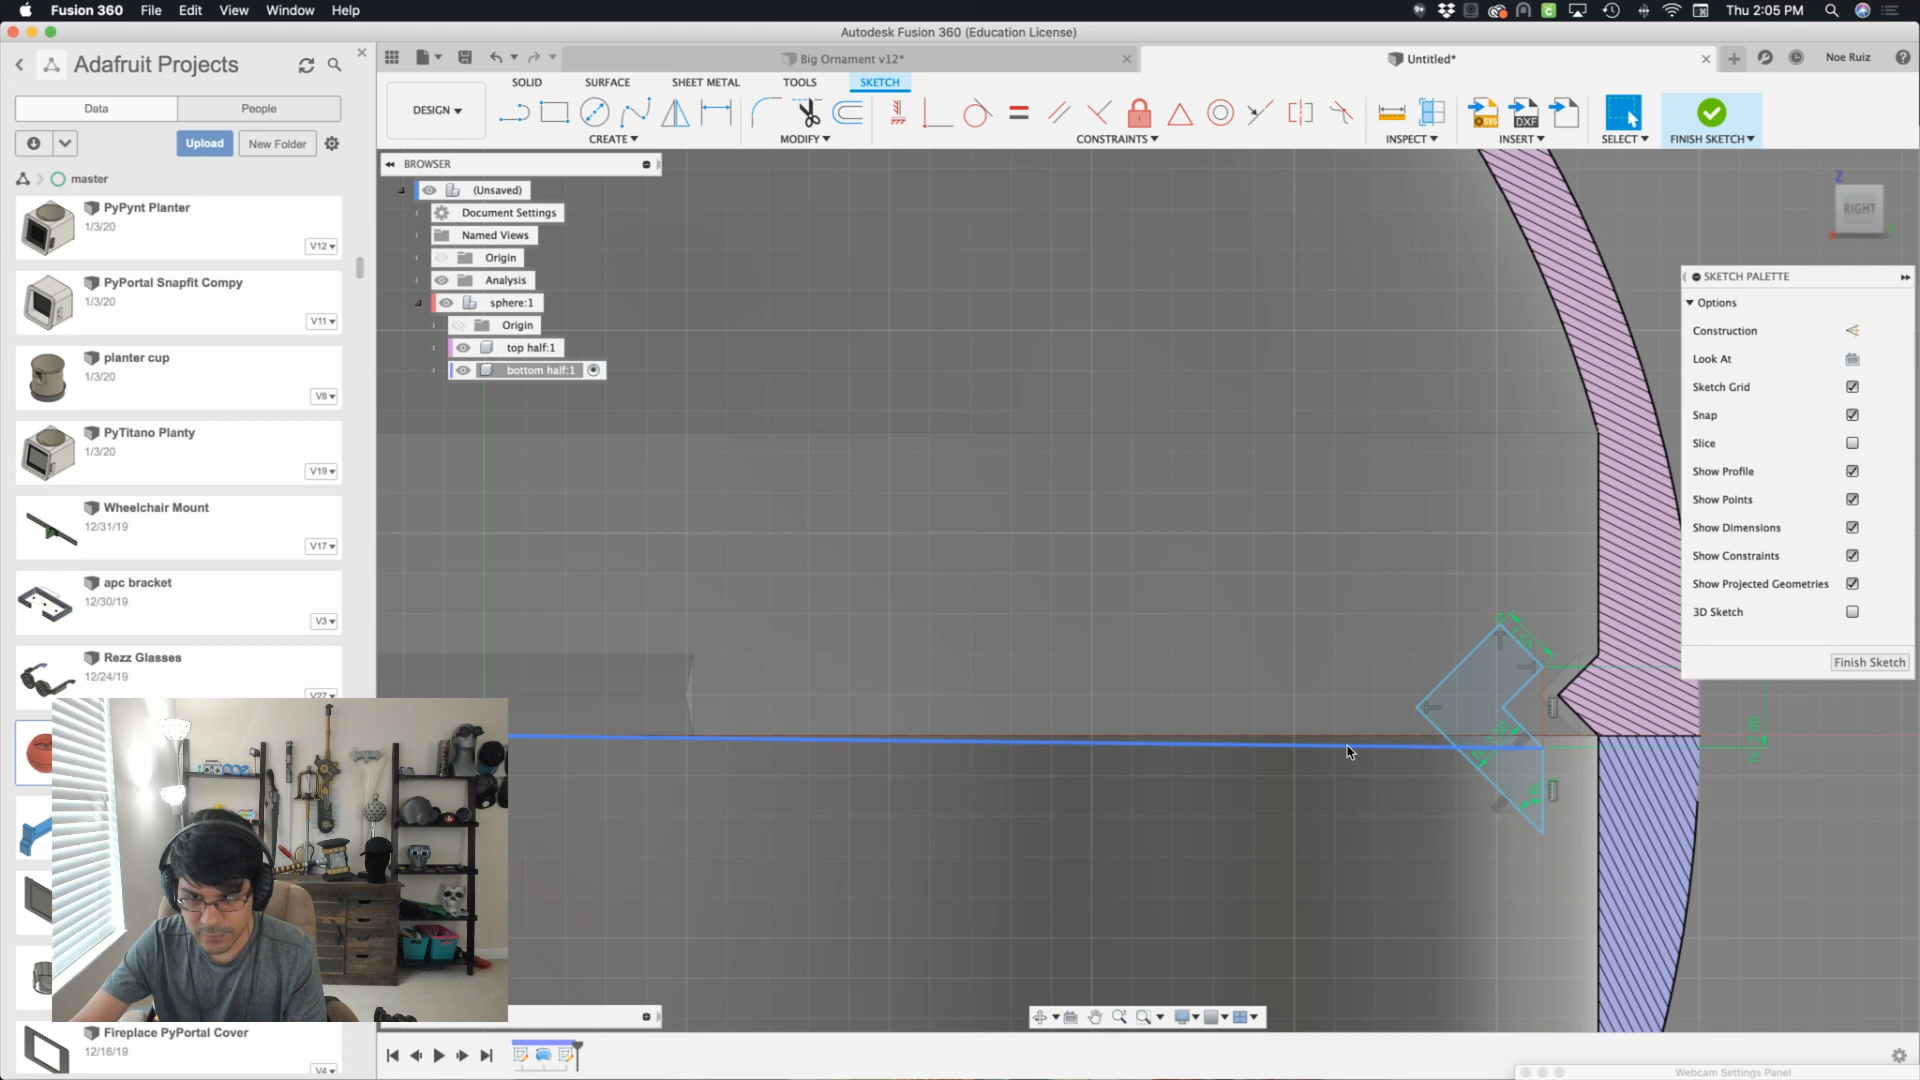 Fusion 360 File Edit View Window Help
Thu 2:05 PM
Autodesk Fusion 360 (Education License)
Adafruit Projects
Big Ornament v12*
Untitled*
Noe Ruiz
Data People
Upload New Folder
master
SOLID SURFACE SHEET METAL TOOLS SKETCH
DESIGN ▾
CREATE ▾ MODIFY ▾ CONSTRAINTS ▾ INSPECT ▾ INSERT ▾ SELECT ▾ FINISH SKETCH ▾
SVG DXF
BROWSER
(Unsaved)
Document Settings
Named Views
Origin
Analysis
sphere:1
Origin
top half:1
bottom half:1
PyPynt Planter
1/3/20
V12 ▾
PyPortal Snapfit Compy
1/3/20
V11 ▾
planter cup
1/3/20
V8 ▾
PyTitano Planty
1/3/20
V19 ▾
Wheelchair Mount
12/31/19
V17 ▾
apc bracket
12/30/19
V3 ▾
Rezz Glasses
12/24/19
V27 ▾
Fireplace PyPortal Cover
12/16/19
V4 ▾
Z
RIGHT
SKETCH PALETTE
Options
Construction
Look At
Sketch Grid
Snap
Slice
Show Profile
Show Points
Show Dimensions
Show Constraints
Show Projected Geometries
3D Sketch
Finish Sketch
2.00
Webcam Settings Panel